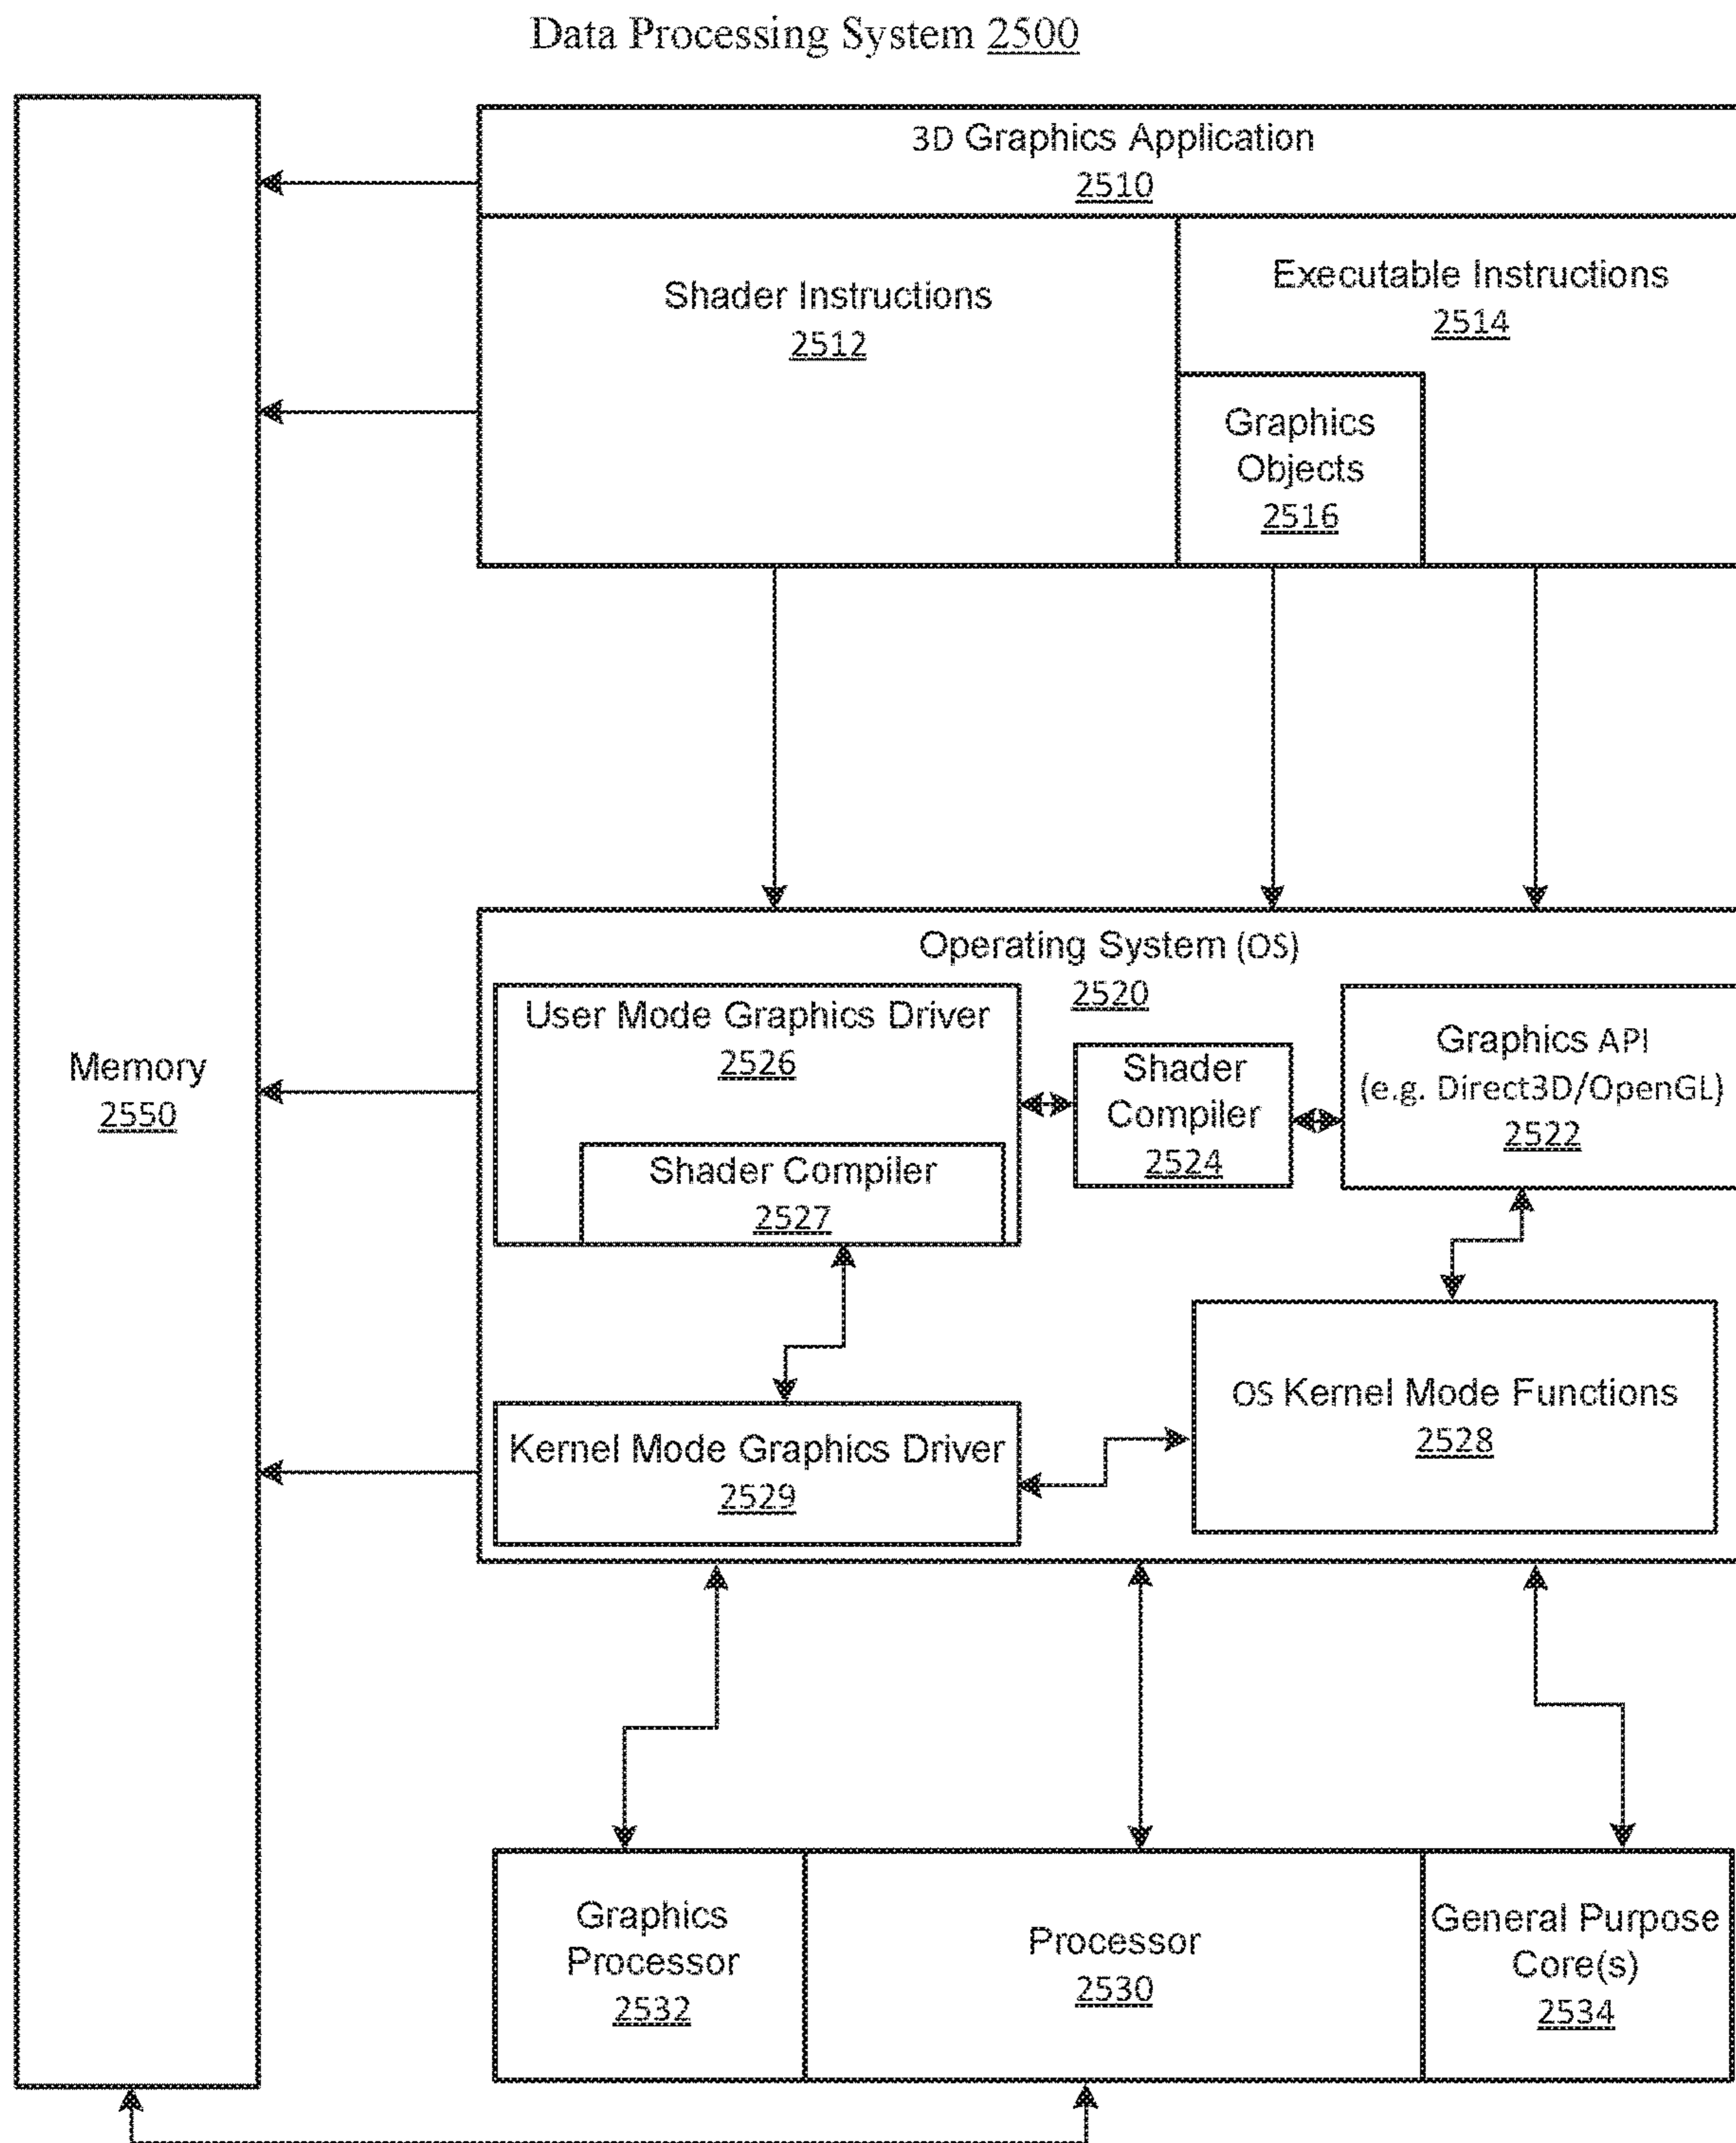 Data Processing System 2500
3D Graphics Application
2510
Shader Instructions
2512
Executable Instructions
2514
Graphics
Objects
2516
Memory
2550
Operating System (OS)
2520
User Mode Graphics Driver
2526
Shader Compiler
2527
Shader
Compiler
2524
Graphics API
(e.g. Direct3D/OpenGL)
2522
Kernel Mode Graphics Driver
2529
OS Kernel Mode Functions
2528
Graphics
Processor
2532
Processor
2530
General Purpose
Core(s)
2534